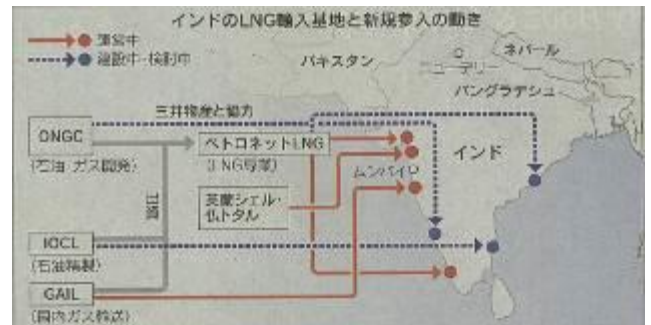 インドのLNG輸入基地と新規参入の動き
運営中
建設中・検討中
パキスタン
ネパール
ニューデリー
バングラデシュ
三井物産と協力
ONGC
(石油・ガス開発)
ペトロネットLNG
(LNG専業)
インド
ムンバイ
英蘭シェル・
仏トタル
出資
IOCL
(石油精製)
GAIL
(国内ガス移送)